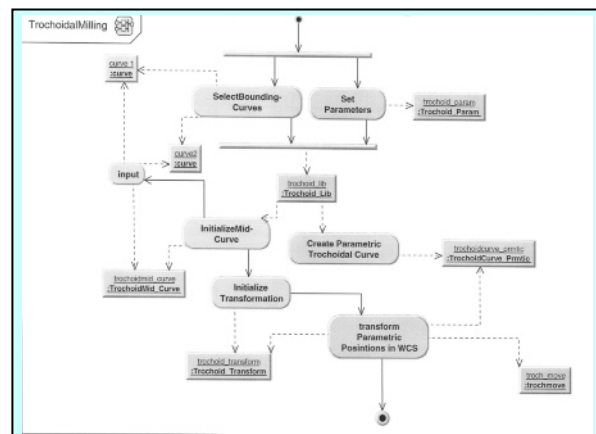 TrochoidalMilling
curve 1
:curve
SelectBounding-
Curves
Set
Parameters
trochoid_param
:Trochoid_Param
curve2
:curve
input
trochoid_lib
:Trochoid_Lib
InitializeMid-
Curve
Create Parametric
Trochoidal Curve
trochoidcurve_prmtic
:TrochoidCurve_Prmtic
trochoidmid_curve
:TrochoidMid_Curve
Initialize
Transformation
transform
Parametric
Posintions in WCS
trochoid_transform
:Trochoid_Transform
troch_move
:trochmove